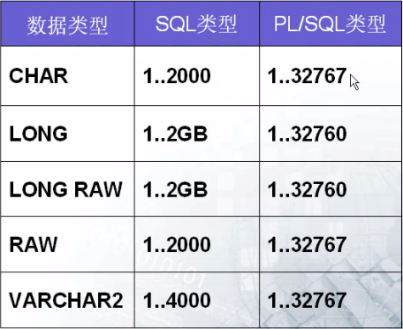 数据类型 SQL类型 PL/SQL类型
CHAR 1..2000 1..32767
LONG 1..2GB 1..32760
LONG RAW 1..2GB 1..32760
RAW 1..2000 1..32767
VARCHAR2 1..4000 1..32767